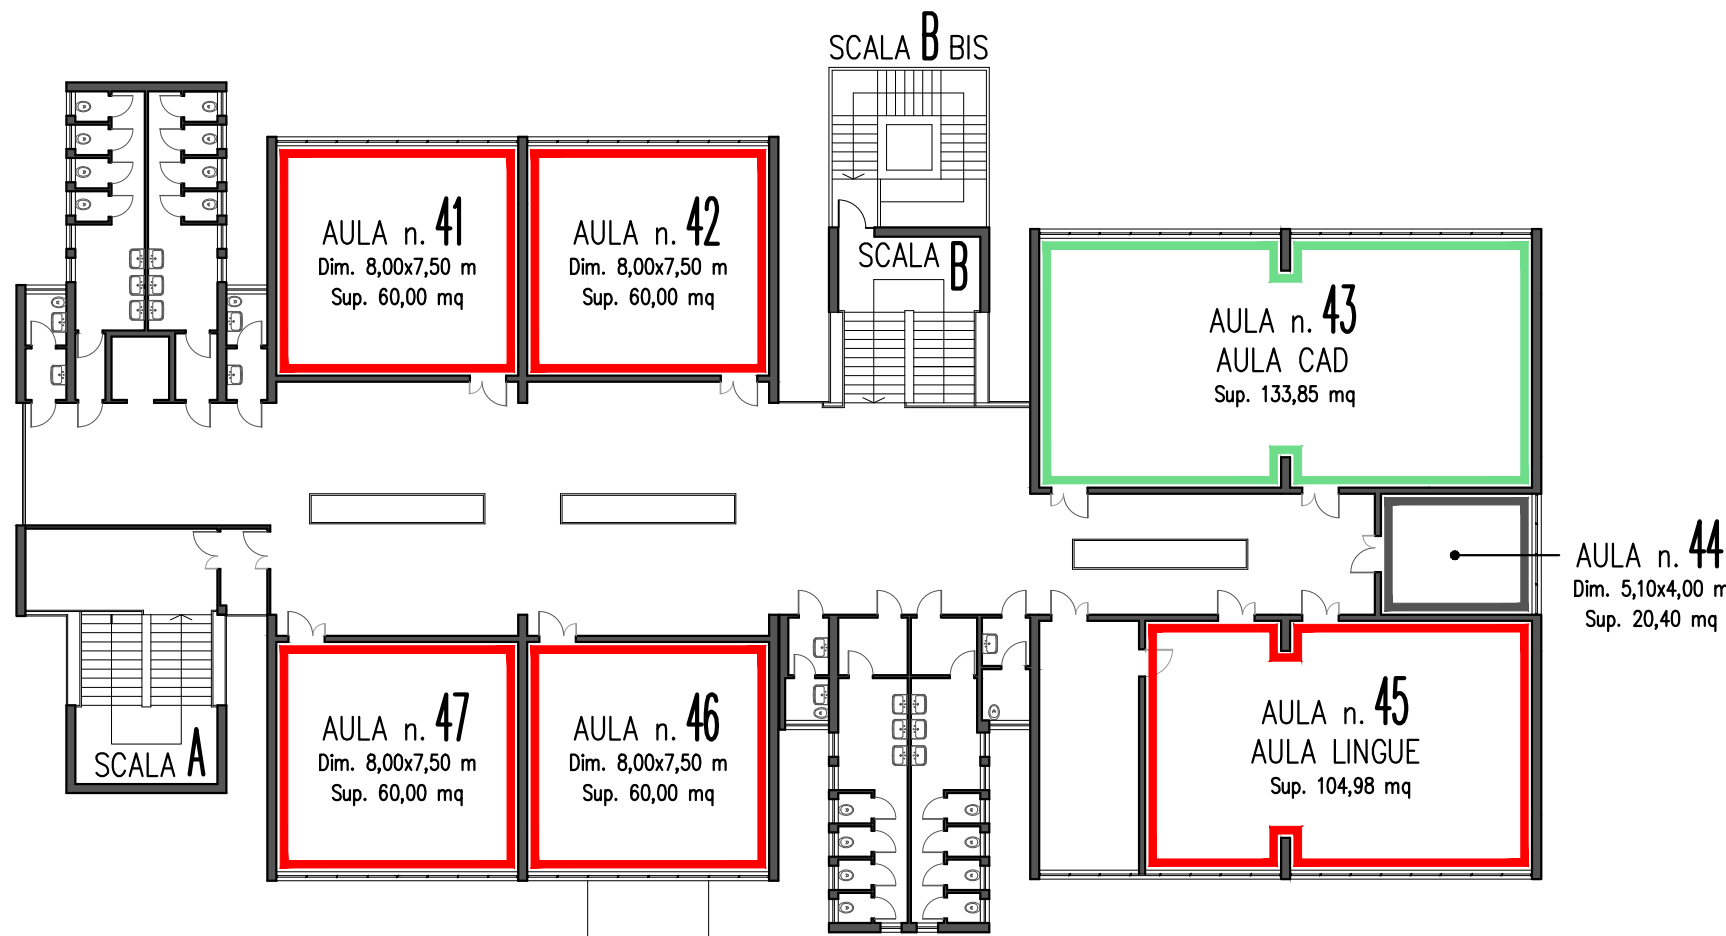 SCALA B BIS
AULA n. 41
Dim. 8,00x7,50 m
Sup. 60,00 mq
AULA n. 42
Dim. 8,00x7,50 m
Sup. 60,00 mq
SCALA B
AULA n. 43
AULA CAD
Sup. 133,85 mq
AULA n. 44
Dim. 5,10x4,00 m
Sup. 20,40 mq
SCALA A
AULA n. 47
Dim. 8,00x7,50 m
Sup. 60,00 mq
AULA n. 46
Dim. 8,00x7,50 m
Sup. 60,00 mq
AULA n. 45
AULA LINGUE
Sup. 104,98 mq